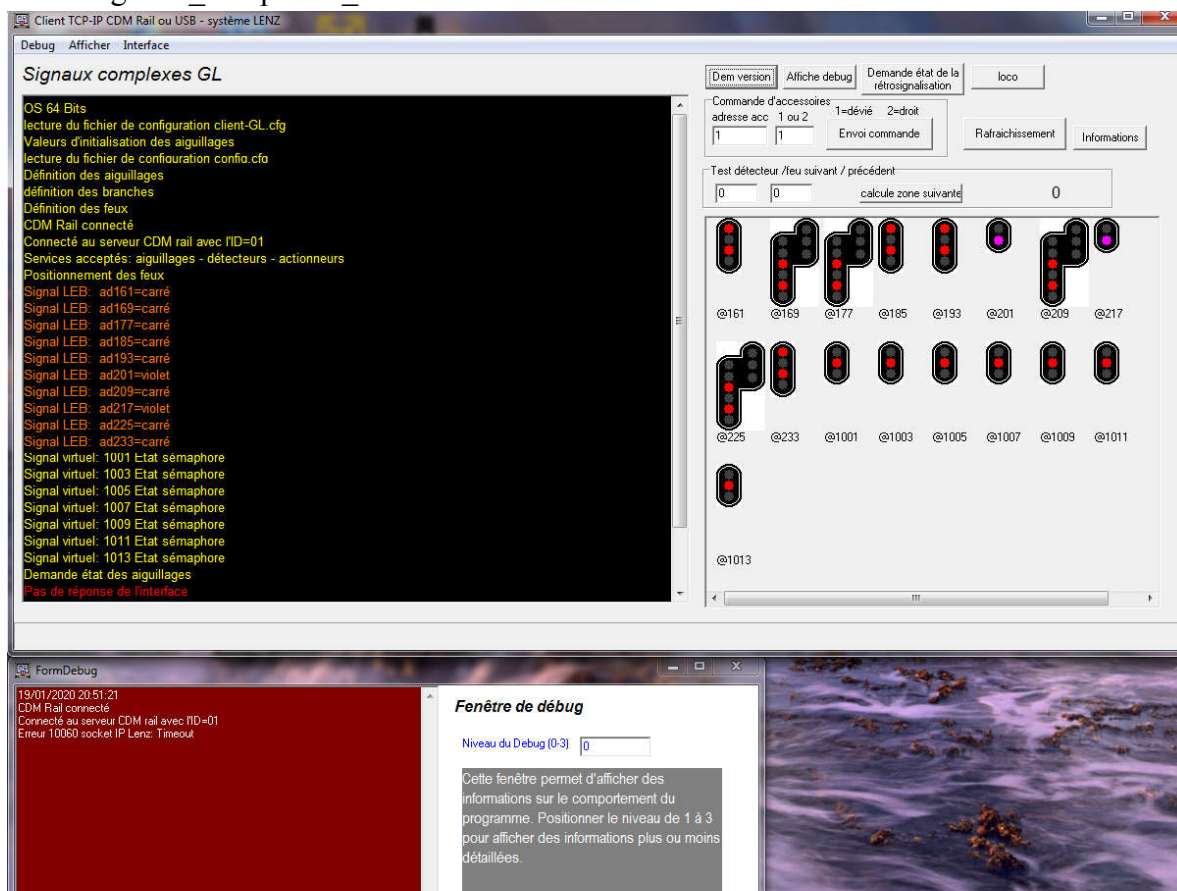 Client TCP-IP CDM Rail ou USB - système LENZ
Debug Afficher Interface
Signaux complexes GL
OS 64 Bits
lecture du fichier de configuration client-GL.cfg
Valeurs d'initialisation des aiguillages
lecture du fichier de configuration config.cfg
Définition des aiguillages
définition des branches
Définition des feux
CDM Rail connecté
Connecté au serveur CDM rail avec l'ID=01
Services acceptés: aiguillages - détecteurs - actionneurs
Positionnement des feux
Signal LEB: ad161=carré
Signal LEB: ad169=carré
Signal LEB: ad177=carré
Signal LEB: ad185=carré
Signal LEB: ad193=carré
Signal LEB: ad201=violet
Signal LEB: ad209=carré
Signal LEB: ad217=violet
Signal LEB: ad225=carré
Signal LEB: ad233=carré
Signal virtuel: 1001 Etat sémaphore
Signal virtuel: 1003 Etat sémaphore
Signal virtuel: 1005 Etat sémaphore
Signal virtuel: 1007 Etat sémaphore
Signal virtuel: 1009 Etat sémaphore
Signal virtuel: 1011 Etat sémaphore
Signal virtuel: 1013 Etat sémaphore
Demande état des aiguillages
Pas de réponse de l'interface
Dem version Affiche debug Demande état de la rétrosignalisation loco
Commande d'accessoires
adresse acc 1 ou 2 1=dévié 2=droit
1 1 Envoi commande Rafraichissement Informations
Test détecteur /feu suivant / précédent
0 0 calcule zone suivante 0
@161 @169 @177 @185 @193 @201 @209 @217
@225 @233 @1001 @1003 @1005 @1007 @1009 @1011
@1013
FormDebug
19/01/2020 20:51:21
CDM Rail connecté
Connecté au serveur CDM rail avec l'ID=01
Erreur 10060 socket IP Lenz: Timeout
Fenêtre de débug
Niveau du Debug (0-3) 0
Cette fenêtre permet d'afficher des
informations sur le comportement du
programme. Positionner le niveau de 1 à 3
pour afficher des informations plus ou moins
détaillées.